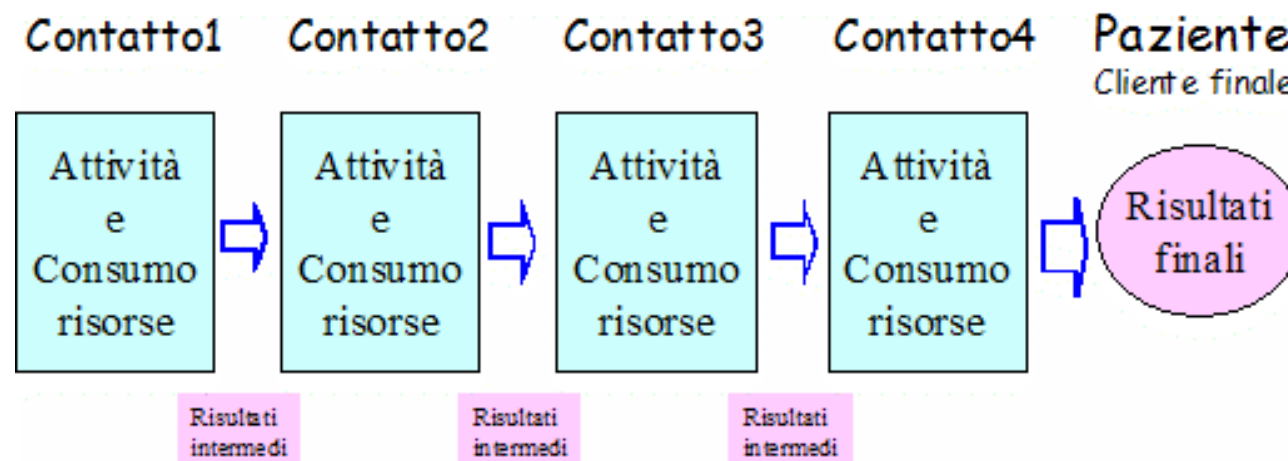 Contatto1 Contatto2 Contatto3 Contatto4 Paziente
Cliente finale
Attività
e
Consumo
risorse
Attività
e
Consumo
risorse
Attività
e
Consumo
risorse
Attività
e
Consumo
risorse
Risultati
finali
Risultati
intermedi
Risultati
intermedi
Risultati
intermedi